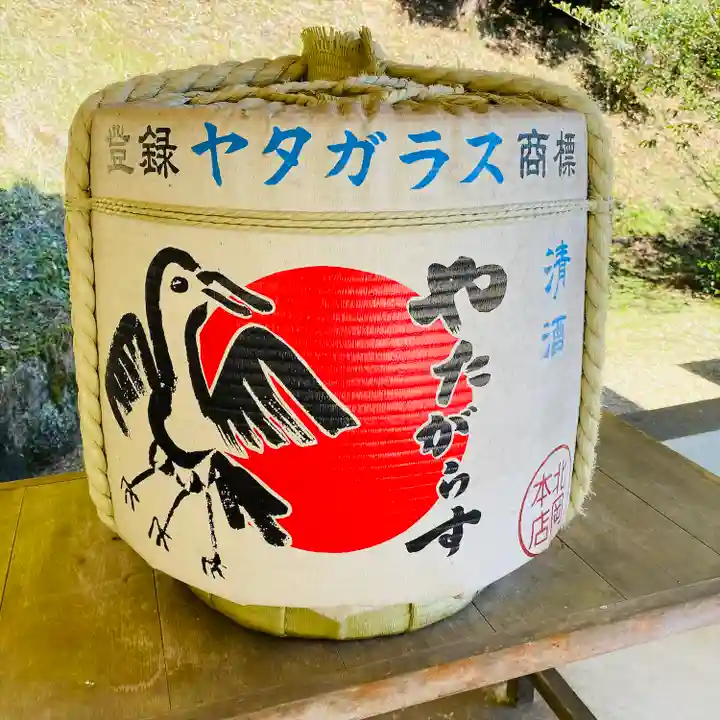 登録 ヤタガラス 商標
清酒
やたがらす
北岡本店